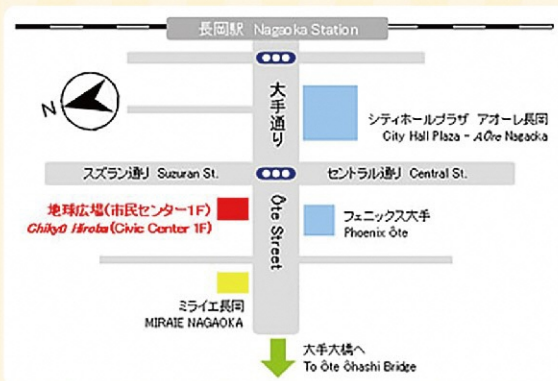 長岡駅 Nagaoka Station
N
大手通り
シティホールプラザ アオーレ長岡
City Hall Plaza - AOre Nagaoka
スズラン通り Suzuran St.
セントラル通り Central St.
地球広場(市民センター1F)
Chikyū Hiroba (Civic Center 1F)
Ôte Street
フェニックス大手
Phoenix Ôte
ミライエ長岡
MIRAIE NAGAOKA
大手大橋へ
To Ôte Ôhashi Bridge